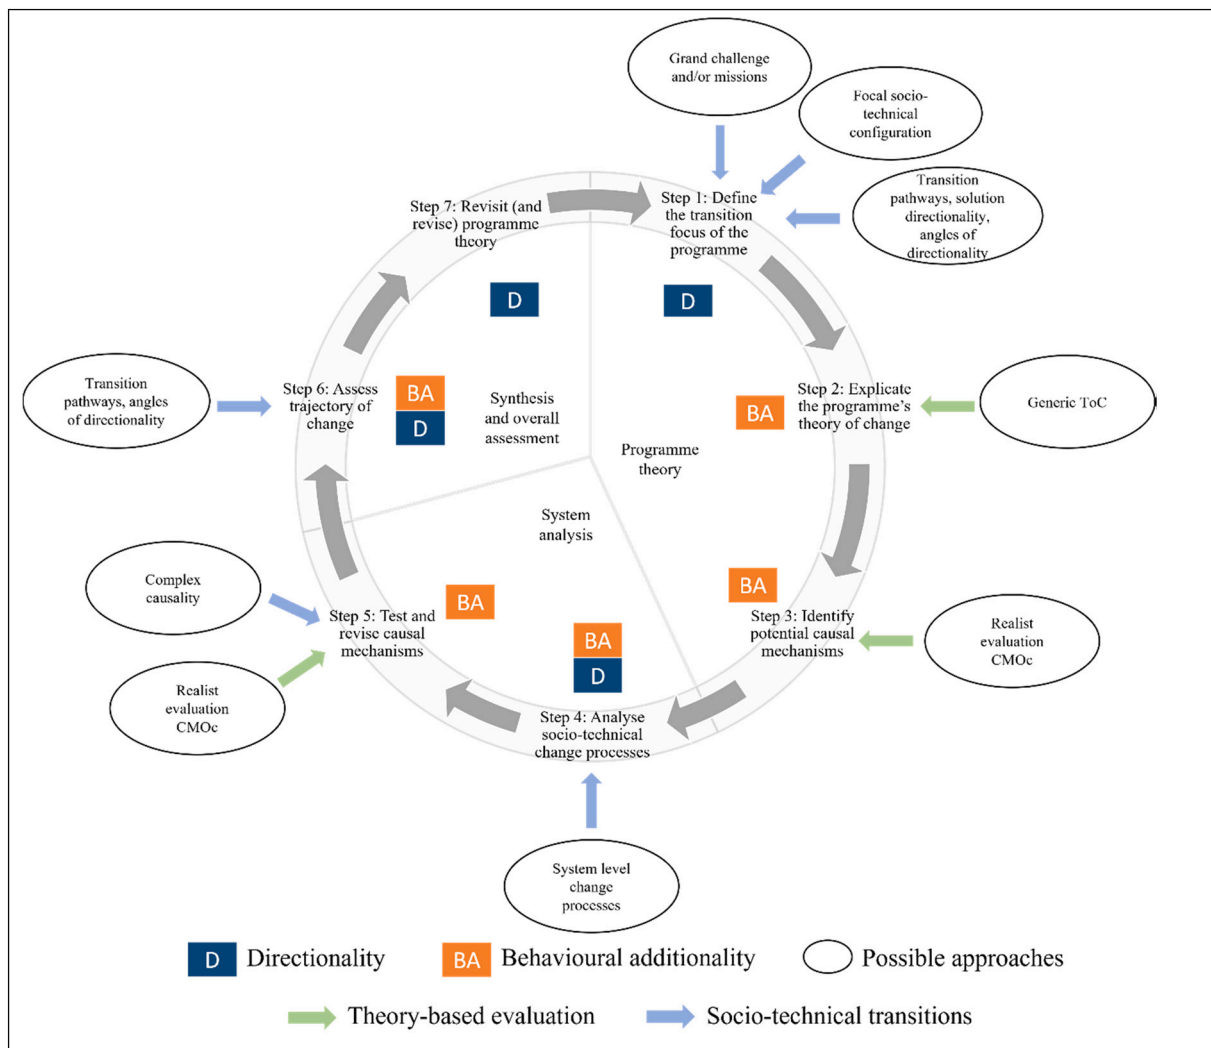 Grand challenge
and/or missions
Focal socio-
technical
configuration
Transition
pathways, solution
directionality,
angles of
directionality
Step 7: Revisit (and
revise) programme
theory
Step 1: Define
the transition
focus of the
programme
D
D
Transition
pathways, angles
of directionality
Step 6: Assess
trajectory of
change
BA
D
Synthesis
and overall
assessment
Programme
theory
BA
Step 2: Explicate
the programme's
theory of change
Generic ToC
System
analysis
Complex
causality
BA
Step 5: Test and
revise causal
mechanisms
Realist
evaluation
CMOc
BA
D
Step 4: Analyse
socio-technical
change processes
BA
Step 3: Identify
potential causal
mechanisms
Realist
evaluation
CMOc
System level
change
processes
D Directionality
BA Behavioural additionality
Possible approaches
Theory-based evaluation
Socio-technical transitions